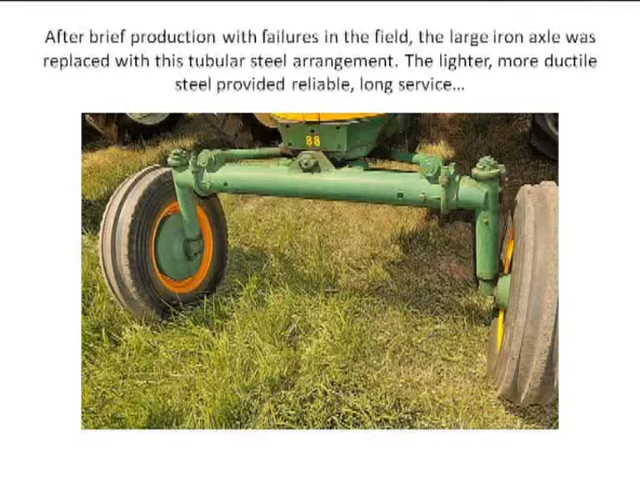 After brief production with failures in the field, the large iron axle was
replaced with this tubular steel arrangement. The lighter, more ductile
steel provided reliable, long service...
88